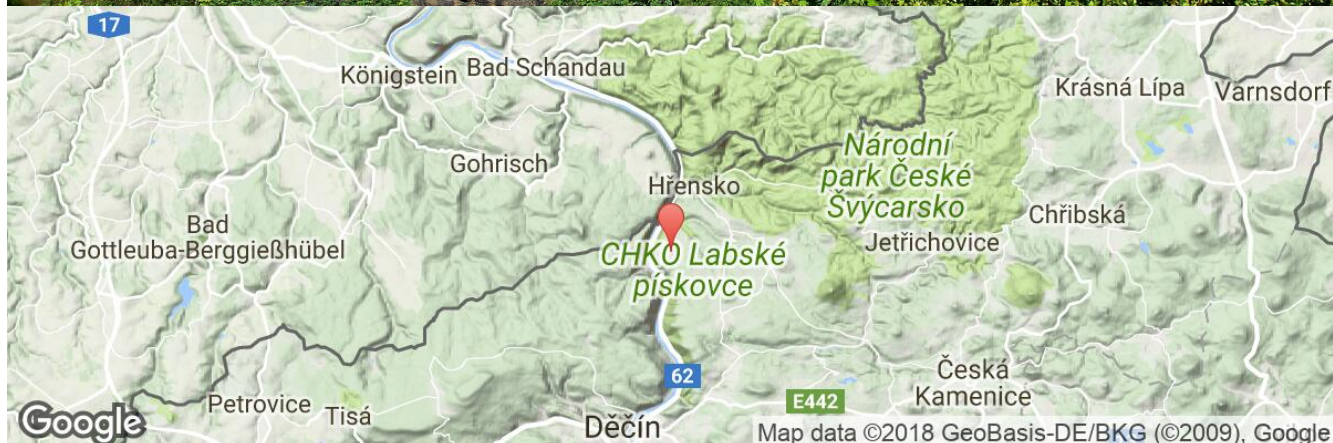 17
Königstein
Bad Schandau
Krásná Lípa
Varnsdorf
Gohrisch
Hřensko
Národní
park České
Švýcarsko
Chřibská
Bad
Gottleuba-Berggießhübel
Jetřichovice
CHKO Labské
pískovce
62
Česká
Kamenice
Petrovice
Tisá
E442
Děčín
Google
Map data ©2018 GeoBasis-DE/BKG (©2009), Google